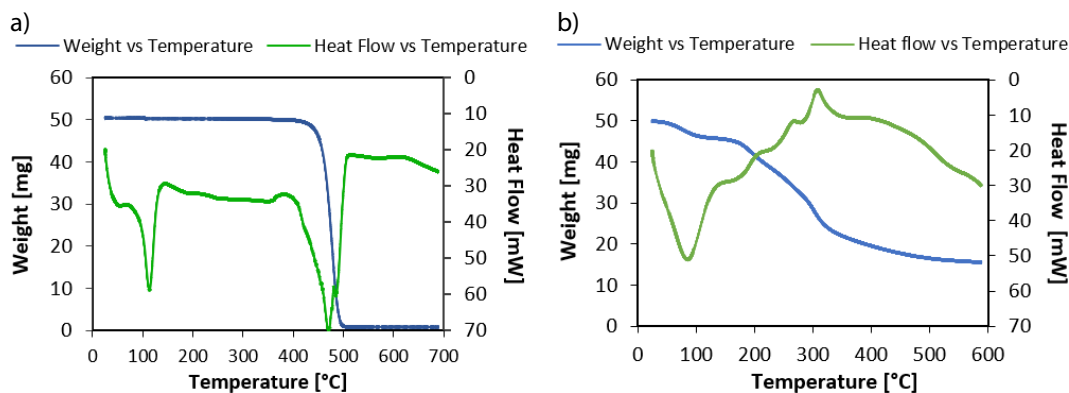 a)
Weight vs Temperature Heat Flow vs Temperature
60 0
50 10
40 20
30 30
40
20 50
10 60
0 70
0 100 200 300 400 500 600 700
Weight [mg]
Heat Flow [mW]
Temperature [°C]
b)
Weight vs Temperature Heat flow vs Temperature
60 0
50 10
40 20
30 30
40
20 50
10 60
0 70
0 100 200 300 400 500 600
Weight [mg]
Heat Flow [mW]
Temperature [°C]